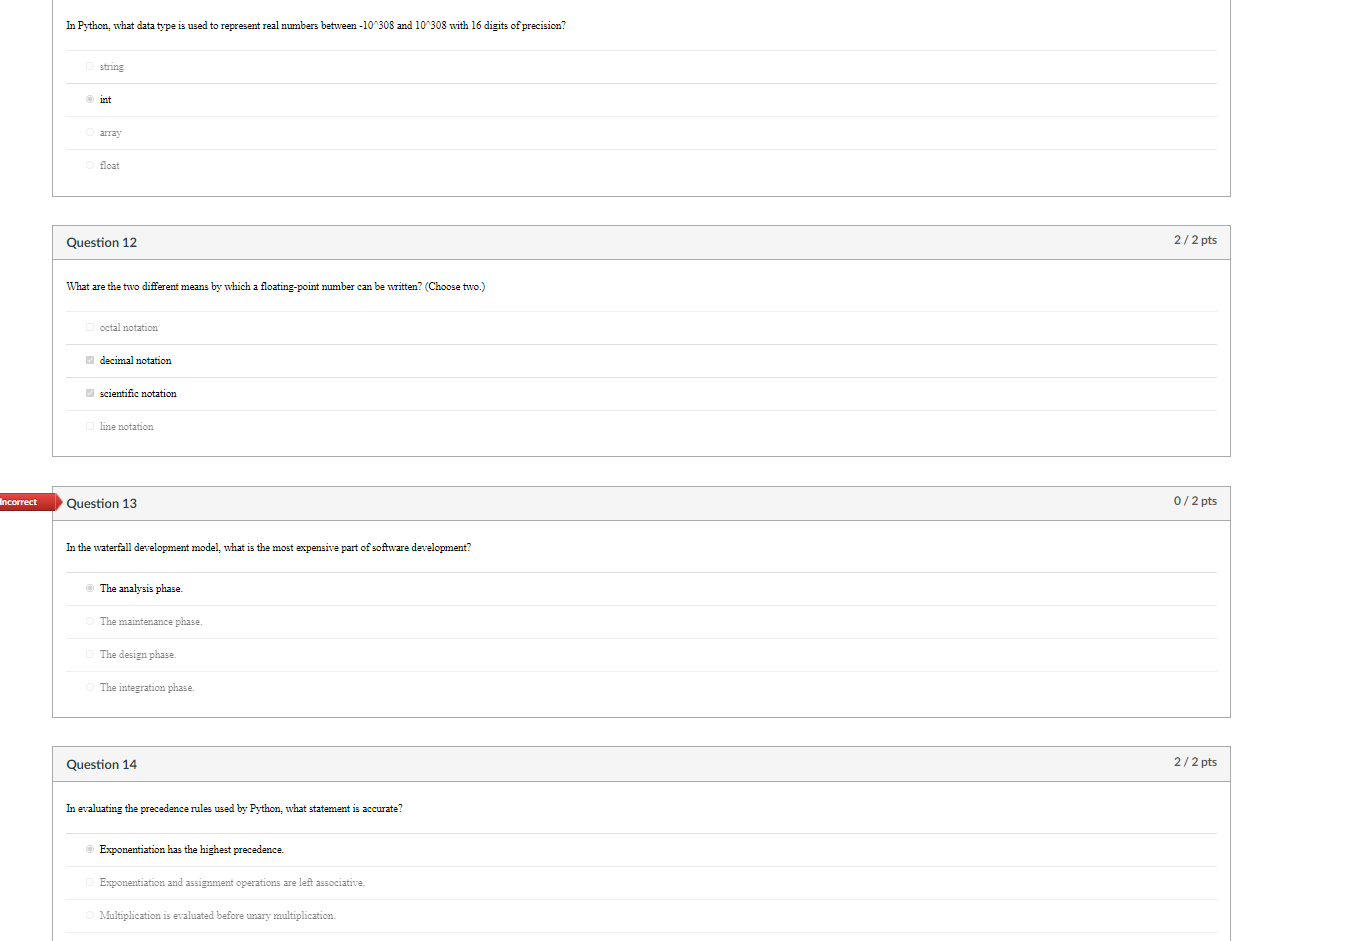 In Python, what data type is used to represent real numbers between -10^308 and 10^308 with 16 digits of precision?
string
int
array
float
Question 12
2 / 2 pts
What are the two different means by which a floating-point number can be written? (Choose two.)
octal notation
decimal notation
scientific notation
line notation
Incorrect
Question 13
0 / 2 pts
In the waterfall development model, what is the most expensive part of software development?
The analysis phase.
The maintenance phase.
The design phase.
The integration phase.
Question 14
2 / 2 pts
In evaluating the precedence rules used by Python, what statement is accurate?
Exponentiation has the highest precedence.
Exponentiation and assignment operations are left associative.
Multiplication is evaluated before unary multiplication.